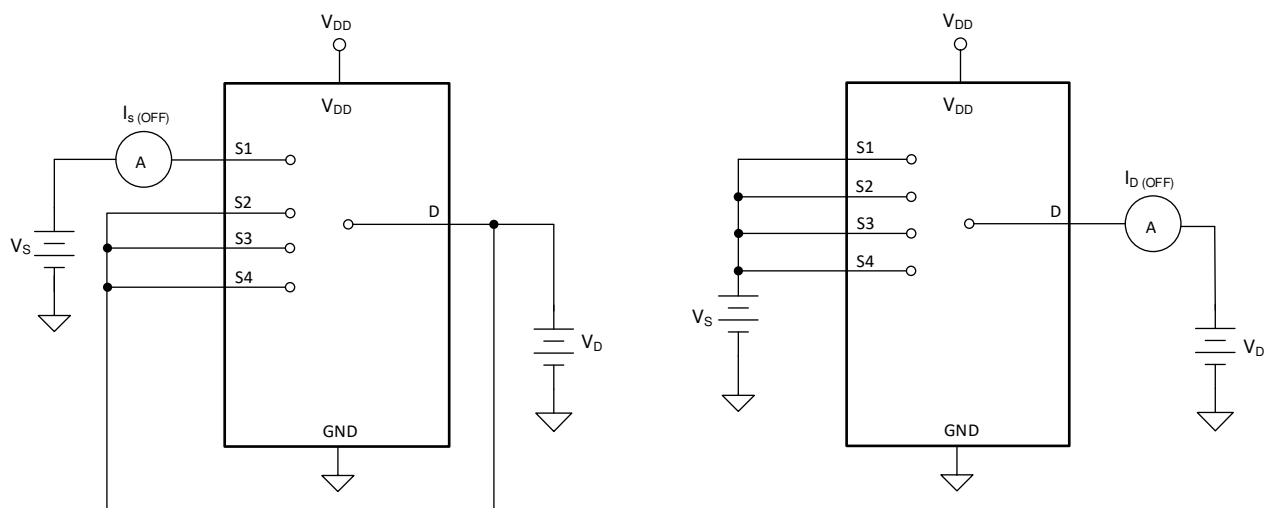 VDD
VDD
Is (OFF)
A
S1
S2
S3
S4
D
VS
VD
GND
VDD
VDD
S1
S2
S3
S4
D
ID (OFF)
A
VS
VD
GND